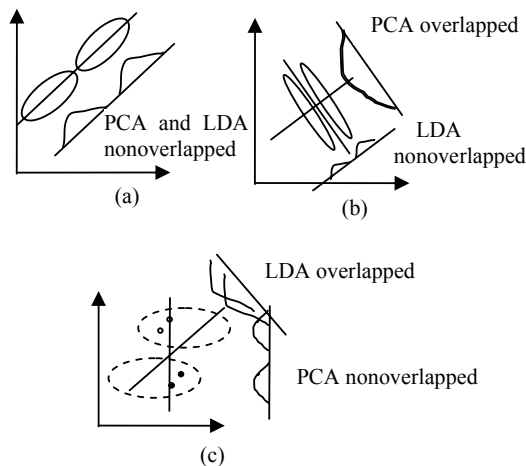 PCA and LDA
nonoverlapped
(a)
PCA overlapped
LDA
nonoverlapped
(b)
LDA overlapped
PCA nonoverlapped
(c)